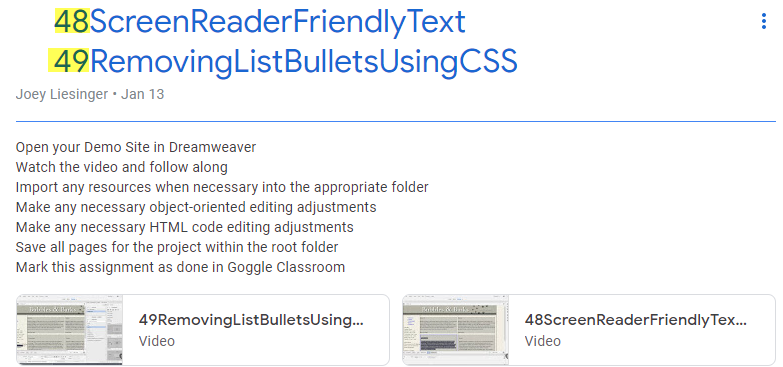 48ScreenReaderFriendlyText
49RemovingListBulletsUsingCSS
Joey Liesinger • Jan 13
Open your Demo Site in Dreamweaver
Watch the video and follow along
Import any resources when necessary into the appropriate folder
Make any necessary object-oriented editing adjustments
Make any necessary HTML code editing adjustments
Save all pages for the project within the root folder
Mark this assignment as done in Goggle Classroom
49RemovingListBulletsUsing...
Video
48ScreenReaderFriendlyTex...
Video